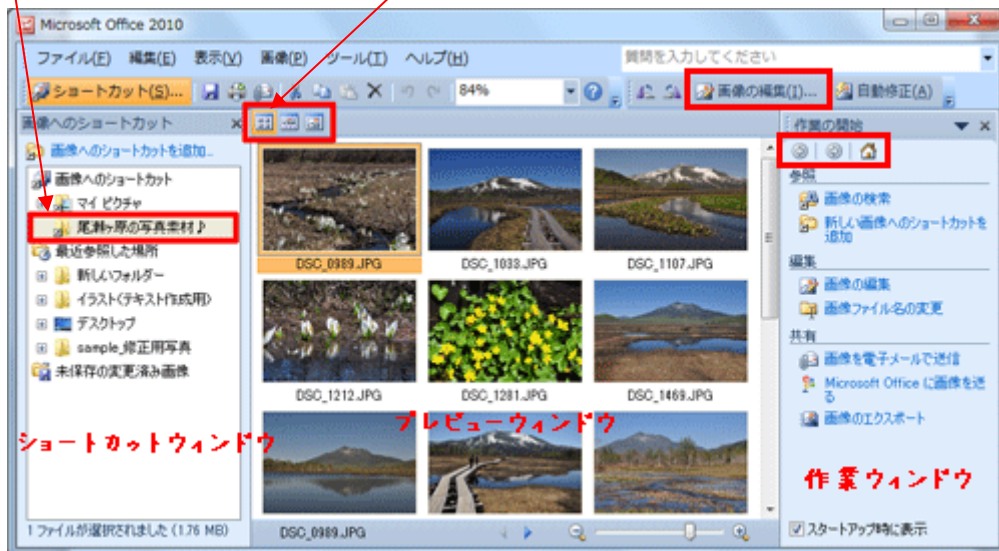 Microsoft Office 2010
ファイル(F) 編集(E) 表示(V) 画像(P) ツール(T) ヘルプ(H) 質問を入力してください
ショートカット(S)... 84% 画像の編集(I)... 自動修正(A)
画像へのショートカット
作業の開始
画像へのショートカットを追加...
画像へのショートカット
マイ ピクチャ
尾瀬ヶ原の写真素材♪
最近参照した場所
新しいフォルダー
イラスト(テキスト作成用)
デスクトップ
sample_修正用写真
未保存の変更済み画像
ショートカットウィンドウ
1 ファイルが選択されました (1.76 MB)
DSC_0989.JPG DSC_1033.JPG DSC_1107.JPG
DSC_1212.JPG DSC_1281.JPG DSC_1469.JPG
プレビューウィンドウ
DSC_0989.JPG
参照
画像の検索
新しい画像へのショートカットを
追加
編集
画像の編集
画像ファイル名の変更
共有
画像を電子メールで送信
Microsoft Office に画像を送
る
画像のエクスポート
作業ウィンドウ
スタートアップ時に表示